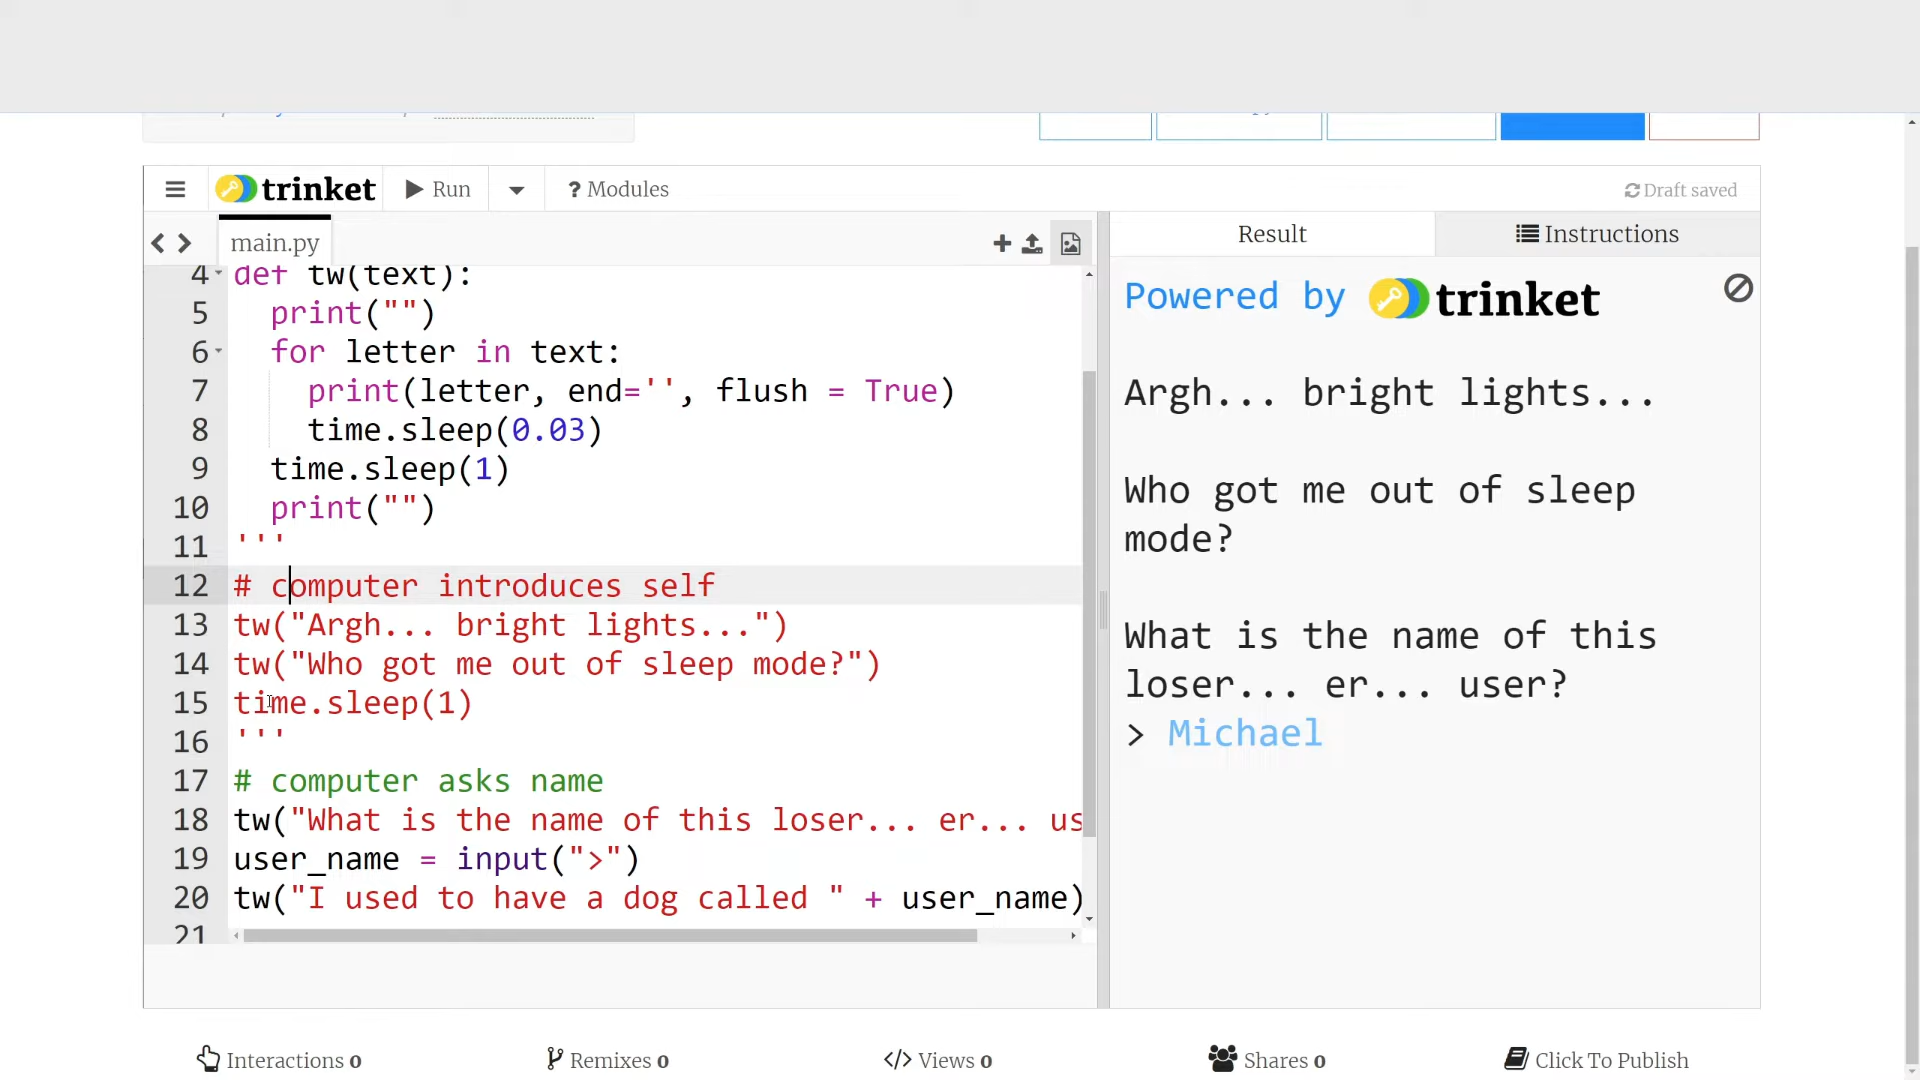 trinket
Run
? Modules
Draft saved
main.py
Result
Instructions
4 def tw(text):
5 print("")
6 for letter in text:
7 print(letter, end='', flush = True)
8 time.sleep(0.03)
9 time.sleep(1)
10 print("")
11 '''
12 # computer introduces self
13 tw("Argh... bright lights...")
14 tw("Who got me out of sleep mode?")
15 time.sleep(1)
16 '''
17 # computer asks name
18 tw("What is the name of this loser... er... us
19 user_name = input(">")
20 tw("I used to have a dog called " + user_name)
21
Powered by trinket
Argh... bright lights...
Who got me out of sleep
mode?
What is the name of this
loser... er... user?
> Michael
Interactions 0
Remixes 0
</> Views 0
Shares 0
Click To Publish